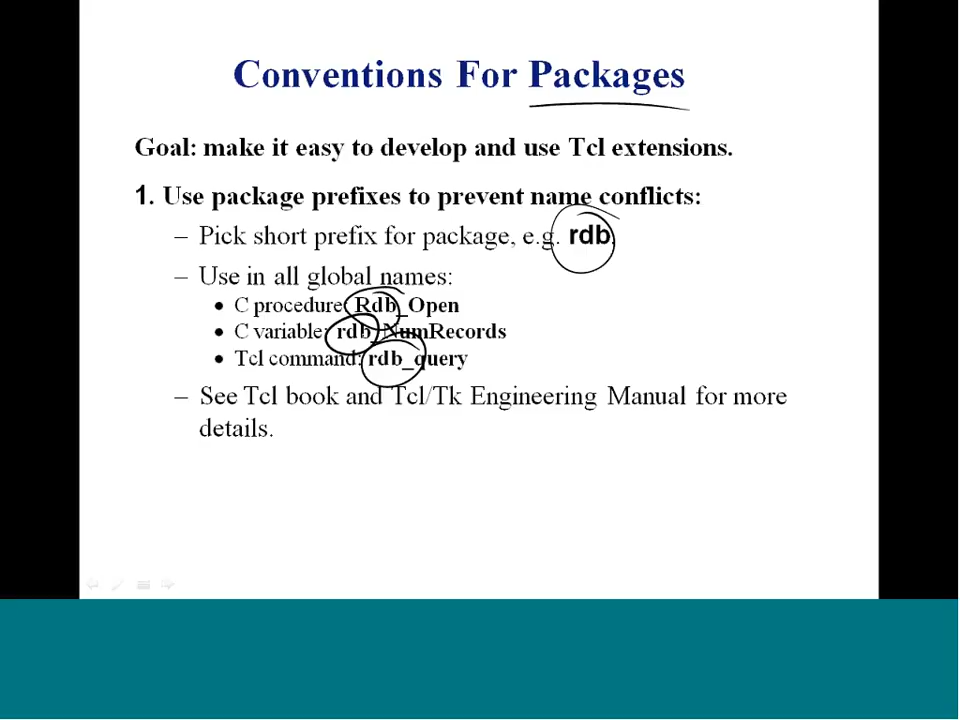 Conventions For Packages
Goal: make it easy to develop and use Tcl extensions.
1. Use package prefixes to prevent name conflicts:
– Pick short prefix for package, e.g. rdb.
– Use in all global names:
• C procedure: Rdb_Open
• C variable: rdb_NumRecords
• Tcl command: rdb_query
– See Tcl book and Tcl/Tk Engineering Manual for more
details.